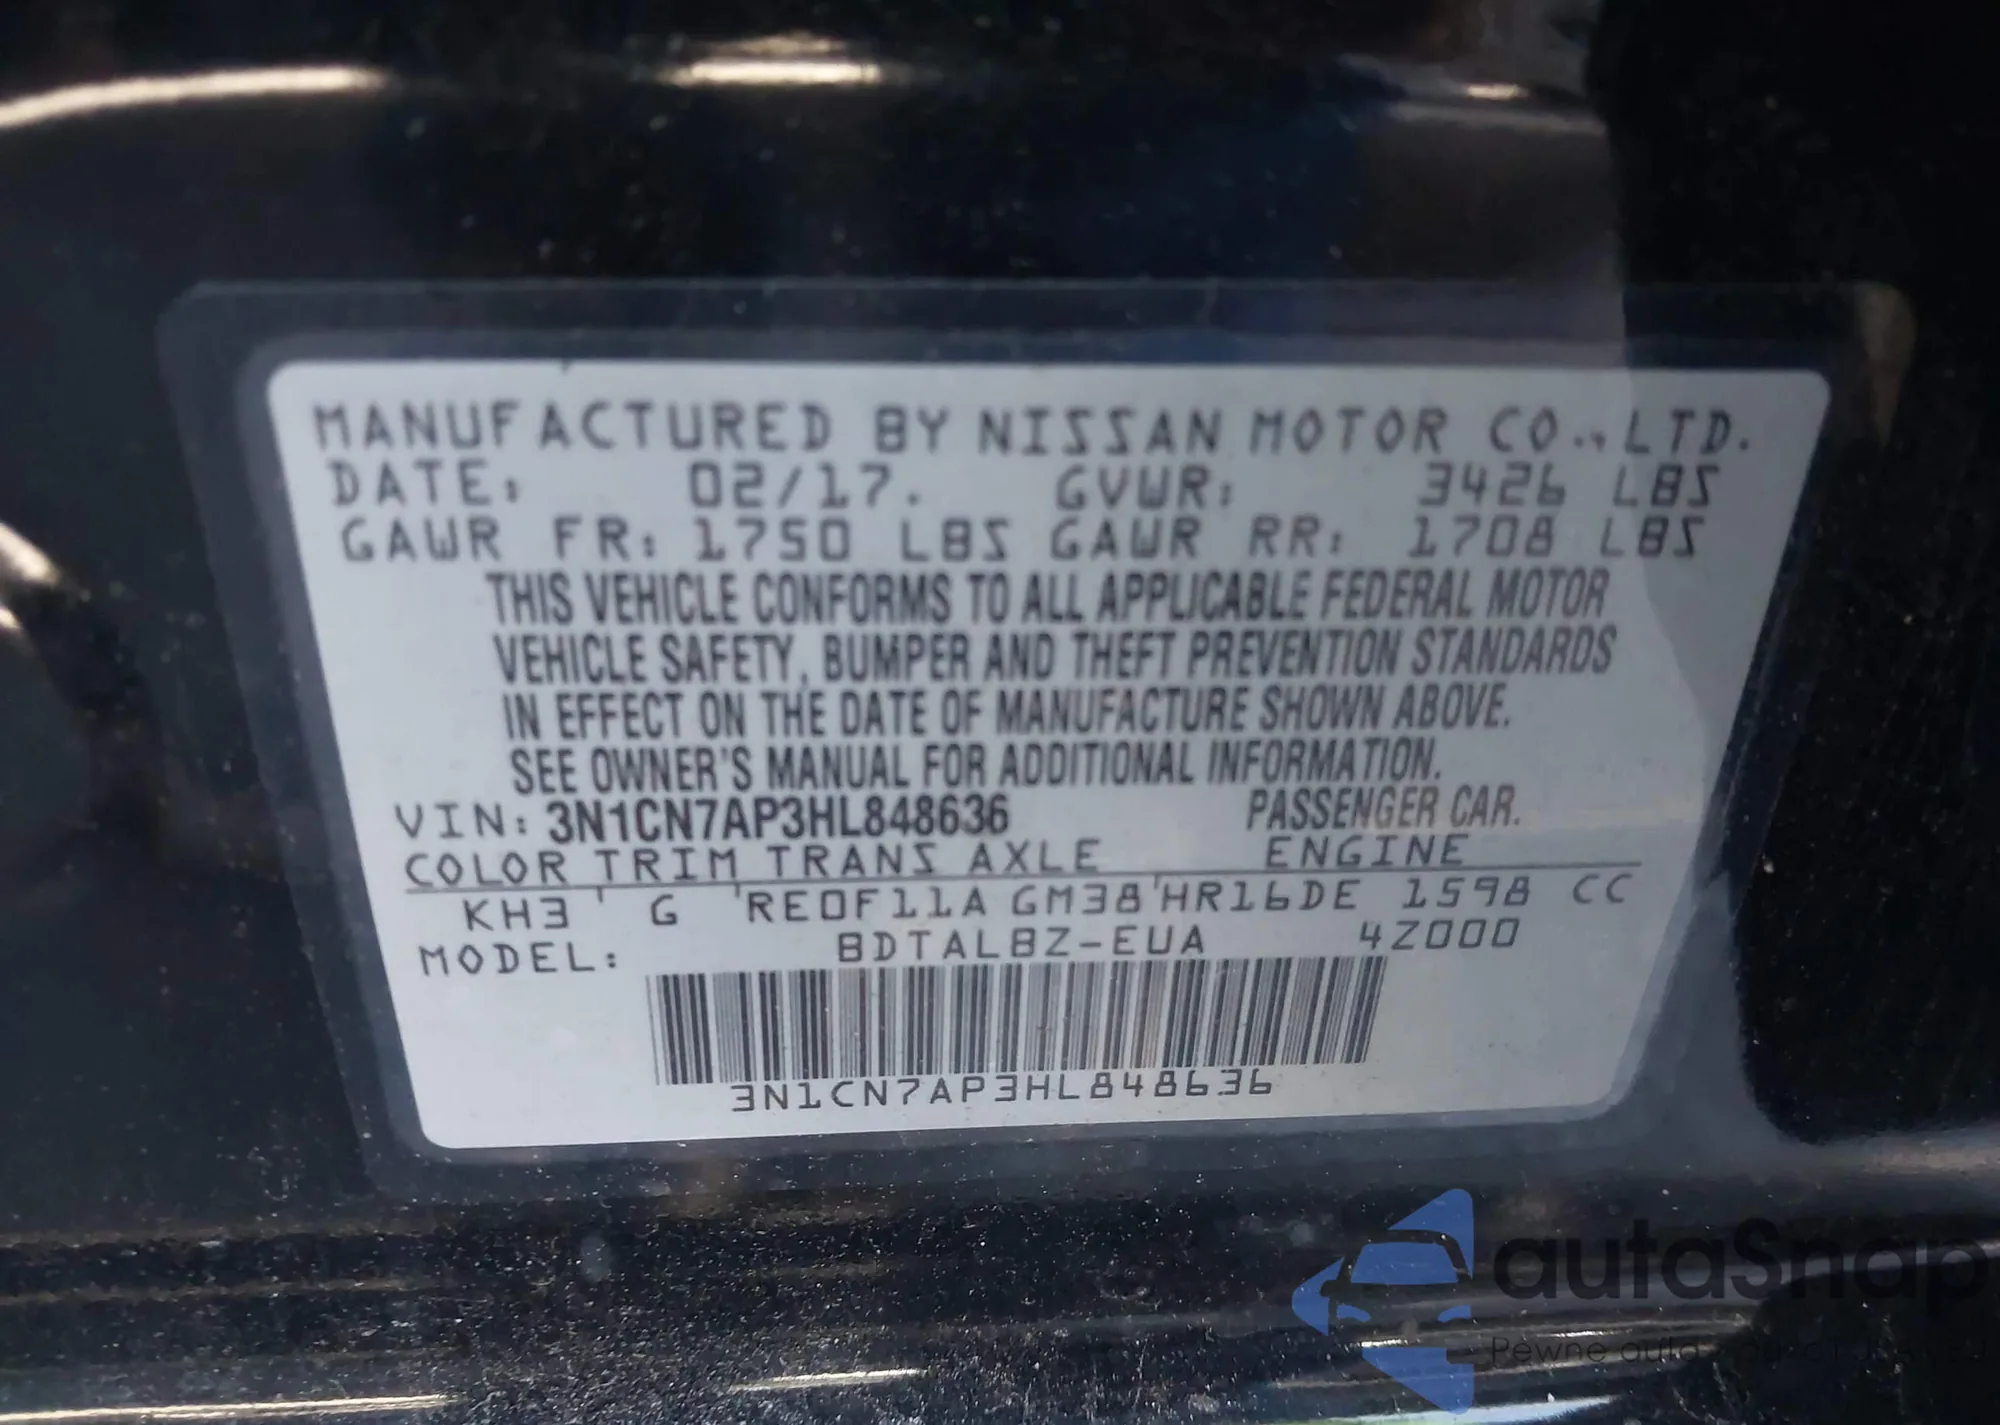 MANUFACTURED BY NISSAN MOTOR CO., LTD.
DATE: 02/17. GVWR: 3426 LBS
GAWR FR: 1750 LBS GAWR RR: 1708 LBS
THIS VEHICLE CONFORMS TO ALL APPLICABLE FEDERAL MOTOR
VEHICLE SAFETY, BUMPER AND THEFT PREVENTION STANDARDS
IN EFFECT ON THE DATE OF MANUFACTURE SHOWN ABOVE.
SEE OWNER'S MANUAL FOR ADDITIONAL INFORMATION.
VIN: 3N1CN7AP3HL848636 PASSENGER CAR.
COLOR TRIM TRANS AXLE ENGINE
KH3 G RE0F11A GM38 HR16DE 1598 CC
MODEL: BDTALBZ-EUA 4Z000
3N1CN7AP3HL848636
autaSnap
Pewne auta